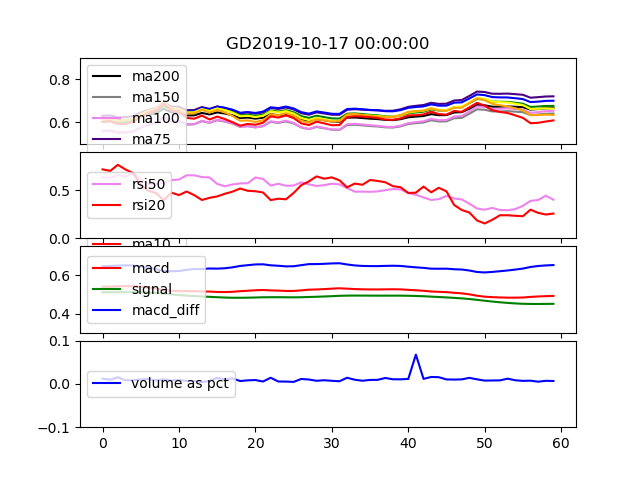 GD2019-10-17 00:00:00
0.8
0.6
ma200
ma150
ma100
ma75
0.5
0.0
rsi50
rsi20
ma10
0.6
0.4
macd
signal
macd_diff
0.1
0.0
−0.1
volume as pct
0 10 20 30 40 50 60